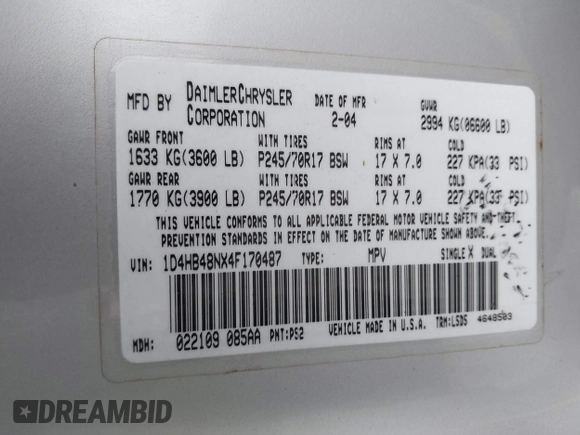 MFD BY DAIMLERCHRYSLER CORPORATION DATE OF MFR 2-04 GVWR 2994 KG(06600 LB)
GAWR FRONT WITH TIRES RIMS AT COLD
1633 KG(3600 LB) P245/70R17 BSW 17 X 7.0 227 KPA(33 PSI)
GAWR REAR WITH TIRES RIMS AT COLD
1770 KG(3900 LB) P245/70R17 BSW 17 X 7.0 227 KPA(33 PSI)
THIS VEHICLE CONFORMS TO ALL APPLICABLE FEDERAL MOTOR VEHICLE SAFETY AND THEFT
PREVENTION STANDARDS IN EFFECT ON THE DATE OF MANUFACTURE SHOWN ABOVE
VIN: 1D4HB48NX4F170487 TYPE: MPV SINGLE X DUAL
MDH: 022109 085AA PNT:PS2 VEHICLE MADE IN U.S.A. TRM:L5D5 4648503
DREAMBID